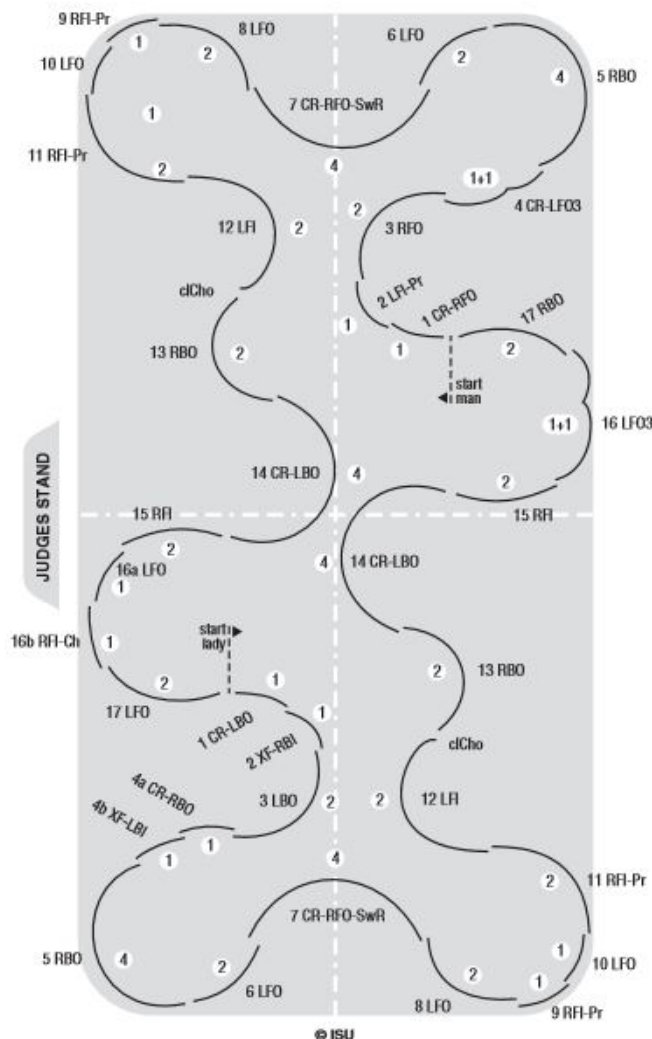 9 RFI-Pr
8 LFO
6 LFO
10 LFO
1
2
2
4
5 RBO
7 CR-RFO-SwR
1
11 RFI-Pr
2
4
1+1
4 CR-LFO3
12 LFI
2
2
3 RFO
clCho
2 LFI-Pr
1 CR-RFO
17 RBO
1
1
2
13 RBO
2
start
man
1+1
16 LFO3
JUDGES STAND
14 CR-LBO
4
2
15 RFI
15 RFI
2
16a LFO
1
4
14 CR-LBO
16b RFI-Ch
1
start
lady
2
17 LFO
1
2
13 RBO
1 CR-LBO
1
2 XF-RBI
clCho
4a CR-RBO
3 LBO
2
2
12 LFI
4b XF-LBI
1
1
4
2
11 RFI-Pr
7 CR-RFO-SwR
5 RBO
4
2
6 LFO
2
1
1
10 LFO
8 LFO
9 RFI-Pr
© ISU